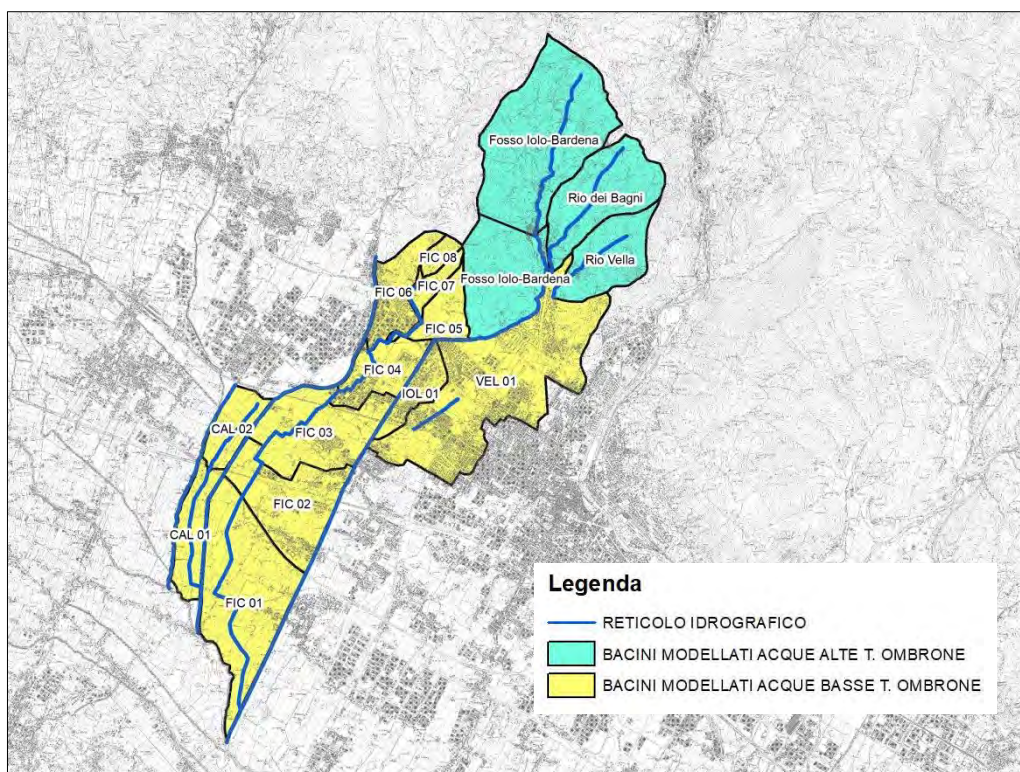 Fosso Iolo-Bardena
Rio dei Bagni
Rio Vella
Fosso Iolo-Bardena
FIC 08
FIC 07
FIC 06
FIC 05
FIC 04
VEL 01
IOL 01
FIC 03
CAL 02
FIC 02
CAL 01
FIC 01
Legenda
RETICOLO IDROGRAFICO
BACINI MODELLATI ACQUE ALTE T. OMBRONE
BACINI MODELLATI ACQUE BASSE T. OMBRONE